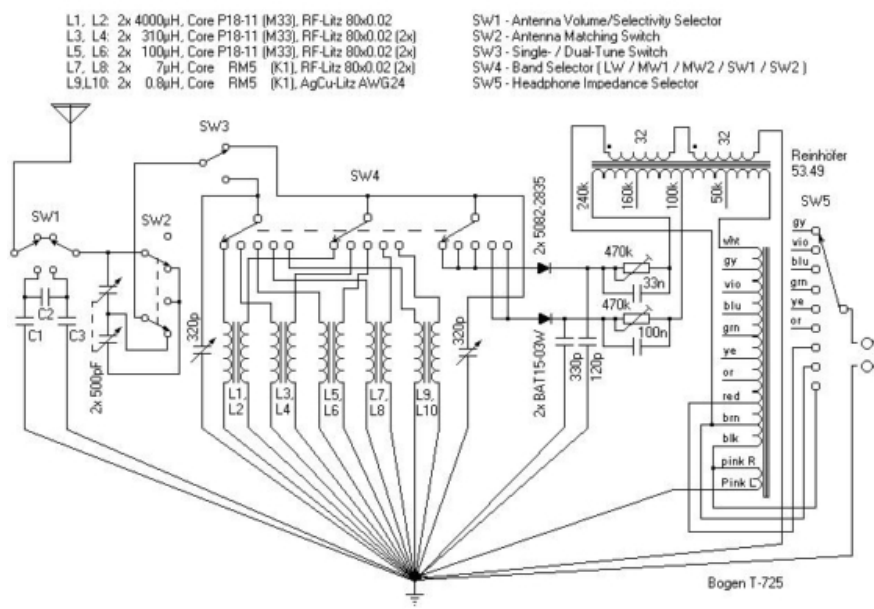 L1, L2: 2x 4000µH, Core P18-11 (M33), RF-Litz 80x0.02
L3, L4: 2x 310µH, Core P18-11 (M33), RF-Litz 80x0.02 (2x)
L5, L6: 2x 100µH, Core P18-11 (M33), RF-Litz 80x0.02 (2x)
L7, L8: 2x 7µH, Core RM5 (K1), RF-Litz 80x0.02 (2x)
L9,L10: 2x 0.8µH, Core RM5 (K1), AgCu-Litz AWG24
SW1 - Antenna Volume/Selectivity Selector
SW2 - Antenna Matching Switch
SW3 - Single- / Dual-Tune Switch
SW4 - Band Selector ( LW / MW1 / MW2 / SW1 / SW2 )
SW5 - Headphone Impedance Selector
SW3
SW4
SW1
SW2
C2
C1
C3
2x 500pF
320p
L1,
L2
L3,
L4
L5,
L6
L7,
L8
L9,
L10
320p
2x 5082-2835
2x BAT15-03W
330p
120p
470k
33n
470k
100n
32
32
240k
160k
100k
50k
Reinhöfer
53.49
SW5
wht
gy
vio
blu
grn
ye
or
red
brn
blk
pink R
Pink L
gy
vio
blu
grn
ye
or
Bogen T-725